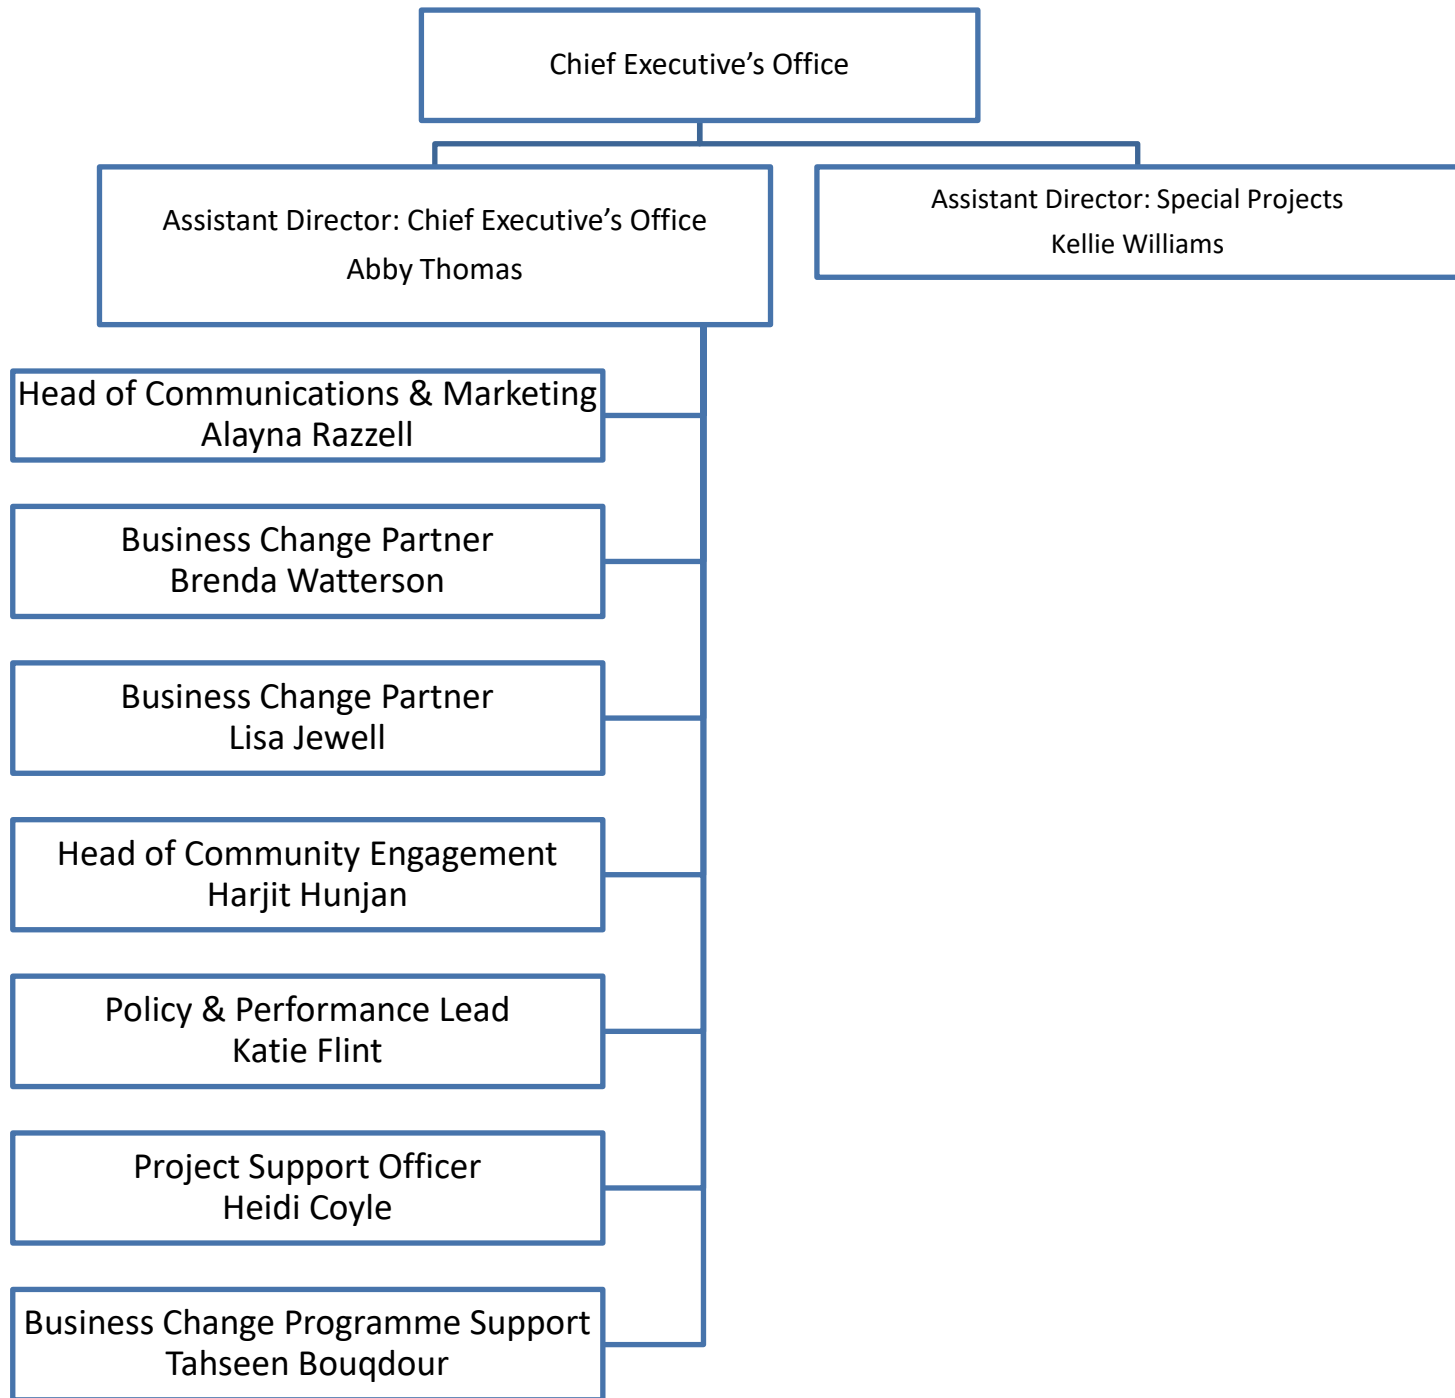 Chief Executive’s Office
Assistant Director: Chief Executive’s Office
Abby Thomas
Assistant Director: Special Projects
Kellie Williams
Head of Communications & Marketing
Alayna Razzell
Business Change Partner
Brenda Watterson
Business Change Partner
Lisa Jewell
Head of Community Engagement
Harjit Hunjan
Policy & Performance Lead
Katie Flint
Project Support Officer
Heidi Coyle
Business Change Programme Support
Tahseen Bouqdour